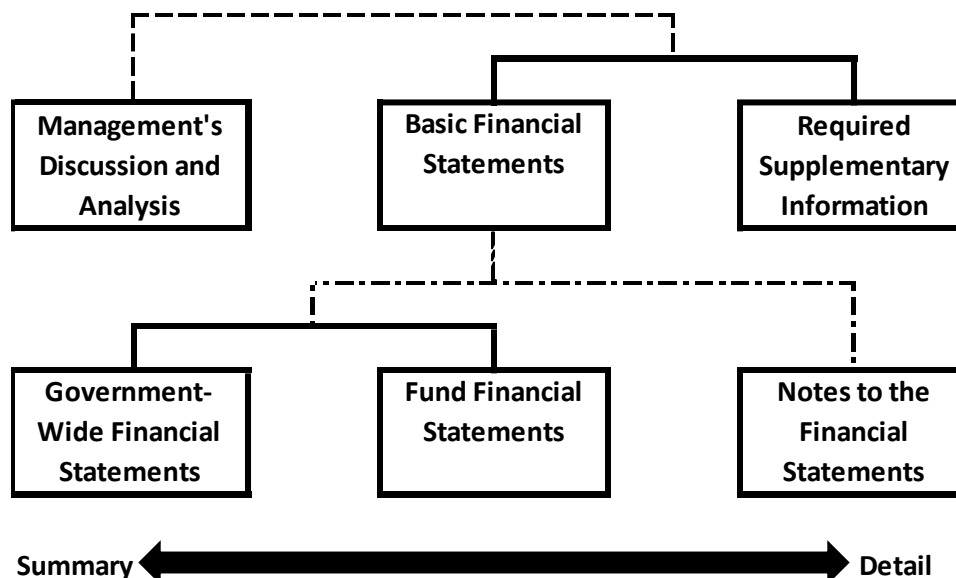 Management's
Discussion and
Analysis
Basic Financial
Statements
Required
Supplementary
Information
Government-
Wide Financial
Statements
Fund Financial
Statements
Notes to the
Financial
Statements
Summary
Detail